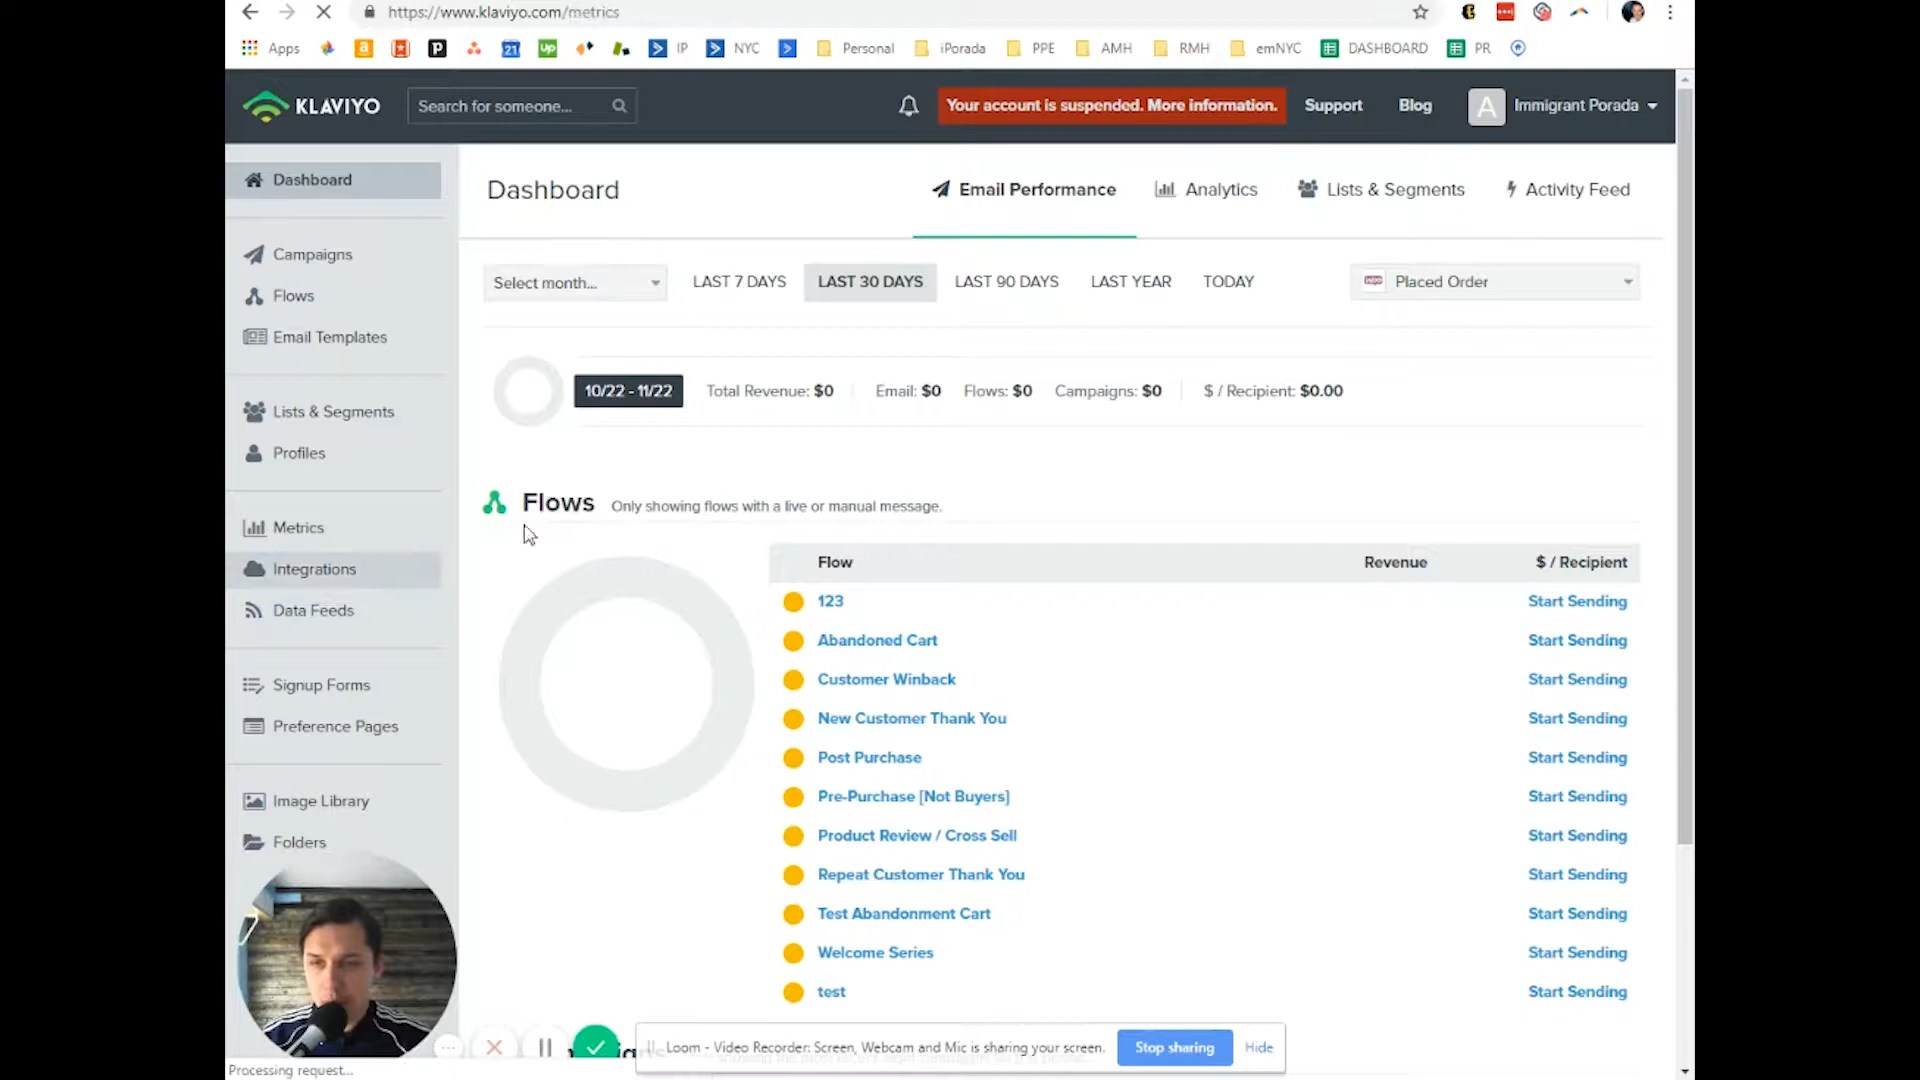 https://www.klaviyo.com/metrics
Apps
21
up
IP
NYC
Personal
iPorada
PPE
AMH
RMH
emNYC
DASHBOARD
PR
KLAVIYO
Search for someone...
Your account is suspended. More information.
Support
Blog
A
Immigrant Porada
Dashboard
Campaigns
Flows
Email Templates
Lists & Segments
Profiles
Metrics
Integrations
Data Feeds
Signup Forms
Preference Pages
Image Library
Folders
Dashboard
Email Performance
Analytics
Lists & Segments
Activity Feed
Select month...
LAST 7 DAYS
LAST 30 DAYS
LAST 90 DAYS
LAST YEAR
TODAY
Placed Order
10/22 - 11/22
Total Revenue: $0
Email: $0
Flows: $0
Campaigns: $0
$ / Recipient: $0.00
Flows
Only showing flows with a live or manual message.
Flow Revenue $ / Recipient
123 Start Sending
Abandoned Cart Start Sending
Customer Winback Start Sending
New Customer Thank You Start Sending
Post Purchase Start Sending
Pre-Purchase [Not Buyers] Start Sending
Product Review / Cross Sell Start Sending
Repeat Customer Thank You Start Sending
Test Abandonment Cart Start Sending
Welcome Series Start Sending
test Start Sending
Loom - Video Recorder: Screen, Webcam and Mic is sharing your screen.
Stop sharing
Hide
Processing request...